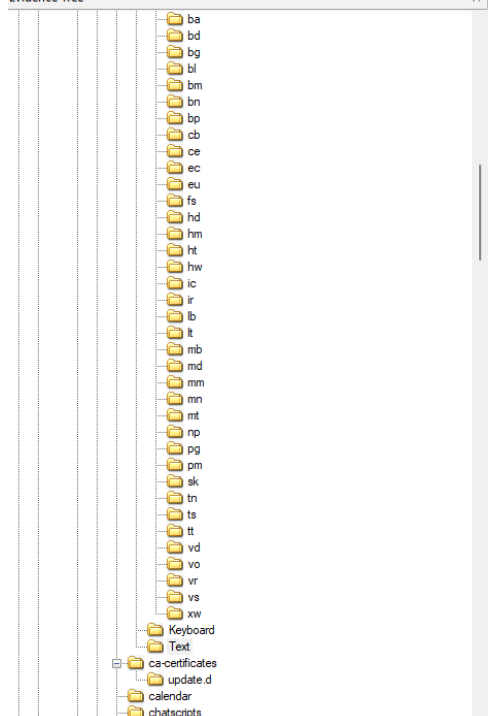 ba
bd
bg
bl
bm
bn
bp
cb
ce
ec
eu
fs
hd
hm
ht
hw
ic
ir
lb
lt
mb
md
mm
mn
mt
np
pg
pm
sk
tn
ts
tt
vd
vo
vr
vs
xw
Keyboard
Text
ca-certificates
update.d
calendar
chatscripts